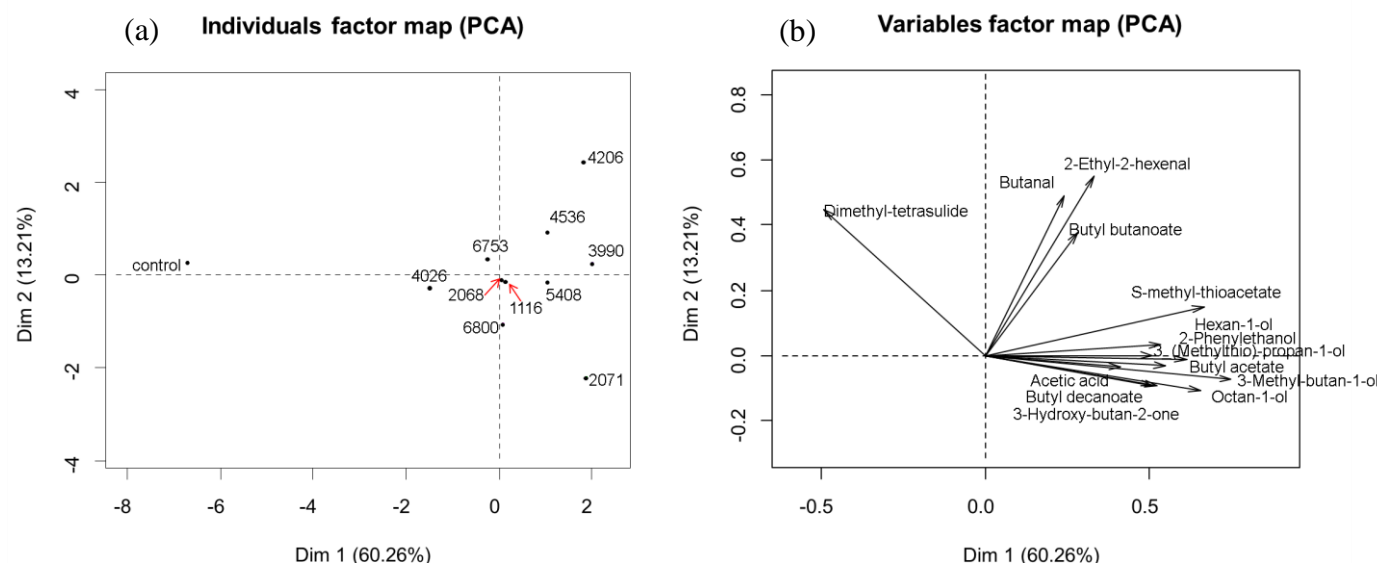 (a)
Individuals factor map (PCA)
4
2
0
-2
-4
Dim 2 (13.21%)
4206
4536
3990
6753
control
4026
2068
1116
5408
6800
2071
-8
-6
-4
-2
0
2
Dim 1 (60.26%)
(b)
Variables factor map (PCA)
0.8
0.6
0.4
0.2
0.0
-0.2
Dim 2 (13.21%)
2-Ethyl-2-hexenal
Butanal
Dimethyl-tetrasulide
Butyl butanoate
S-methyl-thioacetate
Hexan-1-ol
2-Phenylethanol
3. (Methylthio)-propan-1-ol
Butyl acetate
Acetic acid
3-Methyl-butan-1-ol
Butyl decanoate
Octan-1-ol
3-Hydroxy-butan-2-one
-0.5
0.0
0.5
Dim 1 (60.26%)